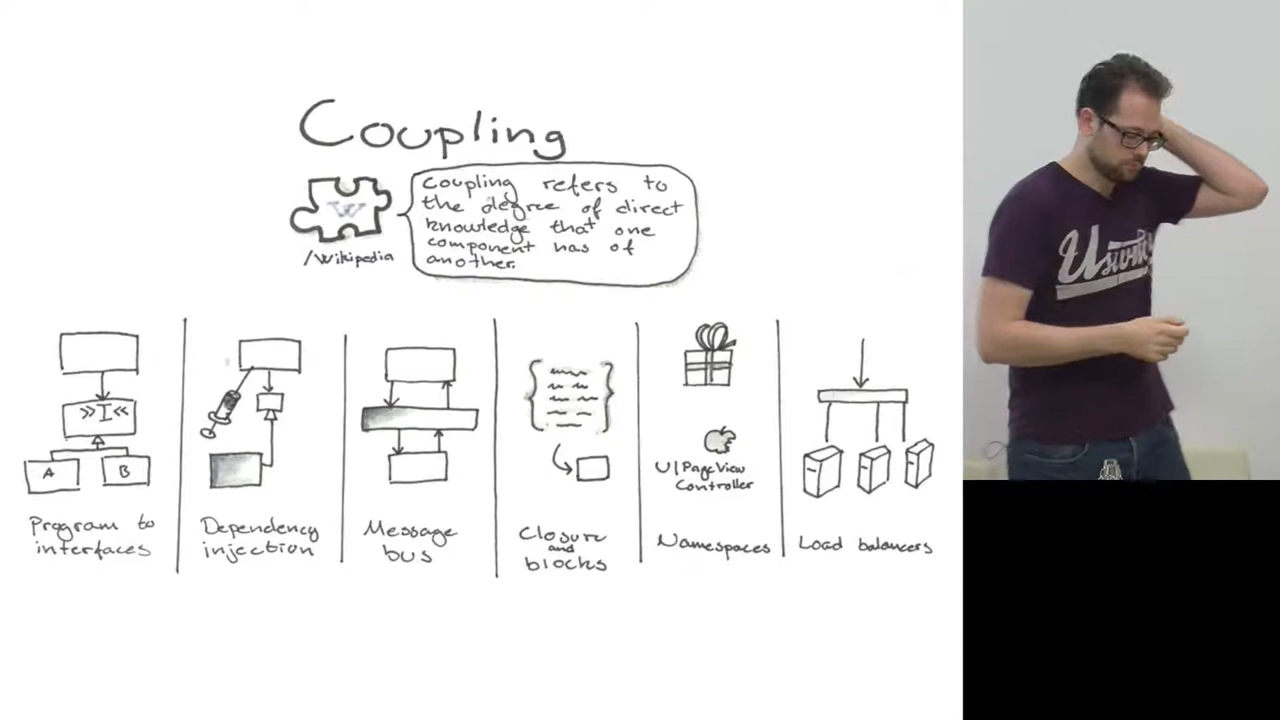 Coupling
W
/Wikipedia
Coupling refers to
the degree of direct
knowledge that one
component has of
another.
»I«
A
B
UIPageView
Controller
Program to
interfaces
Dependency
injection
Message
bus
Closure
and
blocks
Namespaces
Load balancers